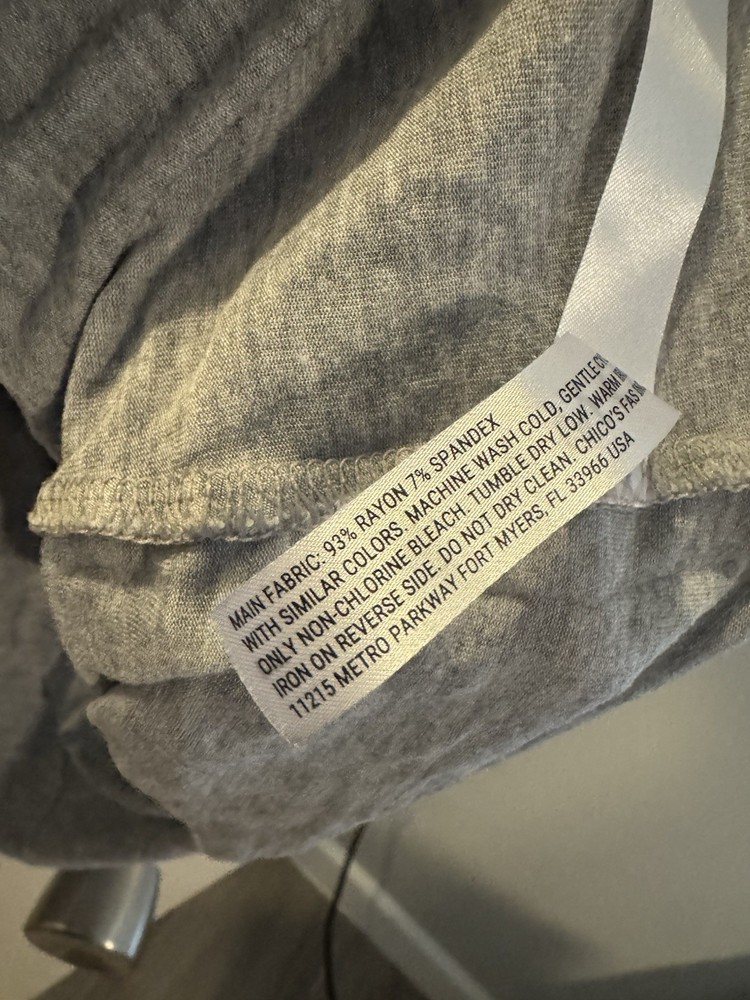 MAIN FABRIC: 93% RAYON 7% SPANDEX
WITH SIMILAR COLORS. MACHINE WASH COLD, GENTLE
ONLY NON-CHLORINE BLEACH. TUMBLE DRY LOW. WARM
IRON ON REVERSE SIDE. DO NOT DRY CLEAN. CHICO'S FAS
11215 METRO PARKWAY FORT MYERS, FL 33966 USA